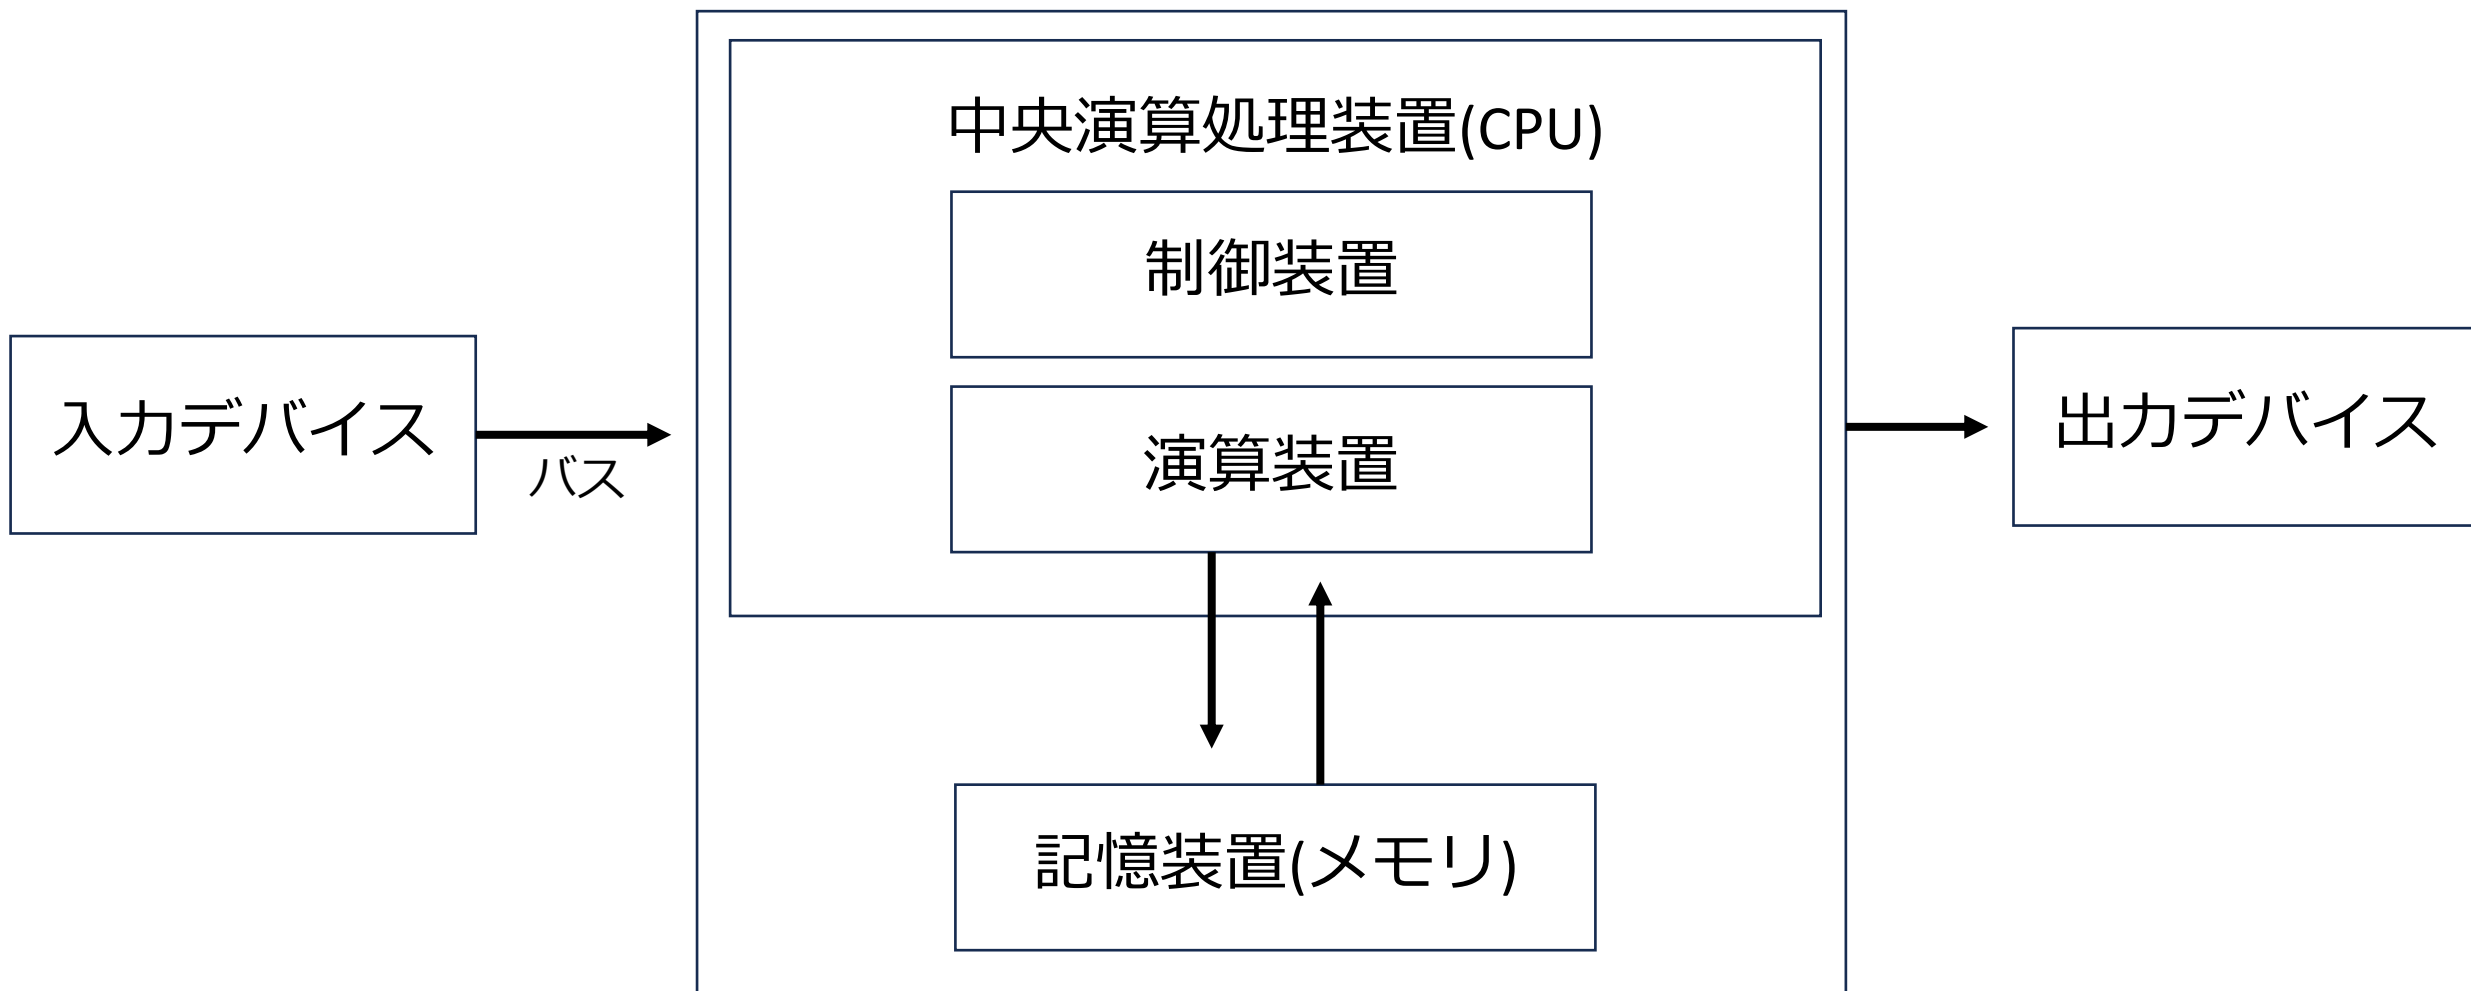 中央演算処理装置(CPU)
制御装置
入力デバイス
バス
演算装置
出力デバイス
記憶装置(メモリ)